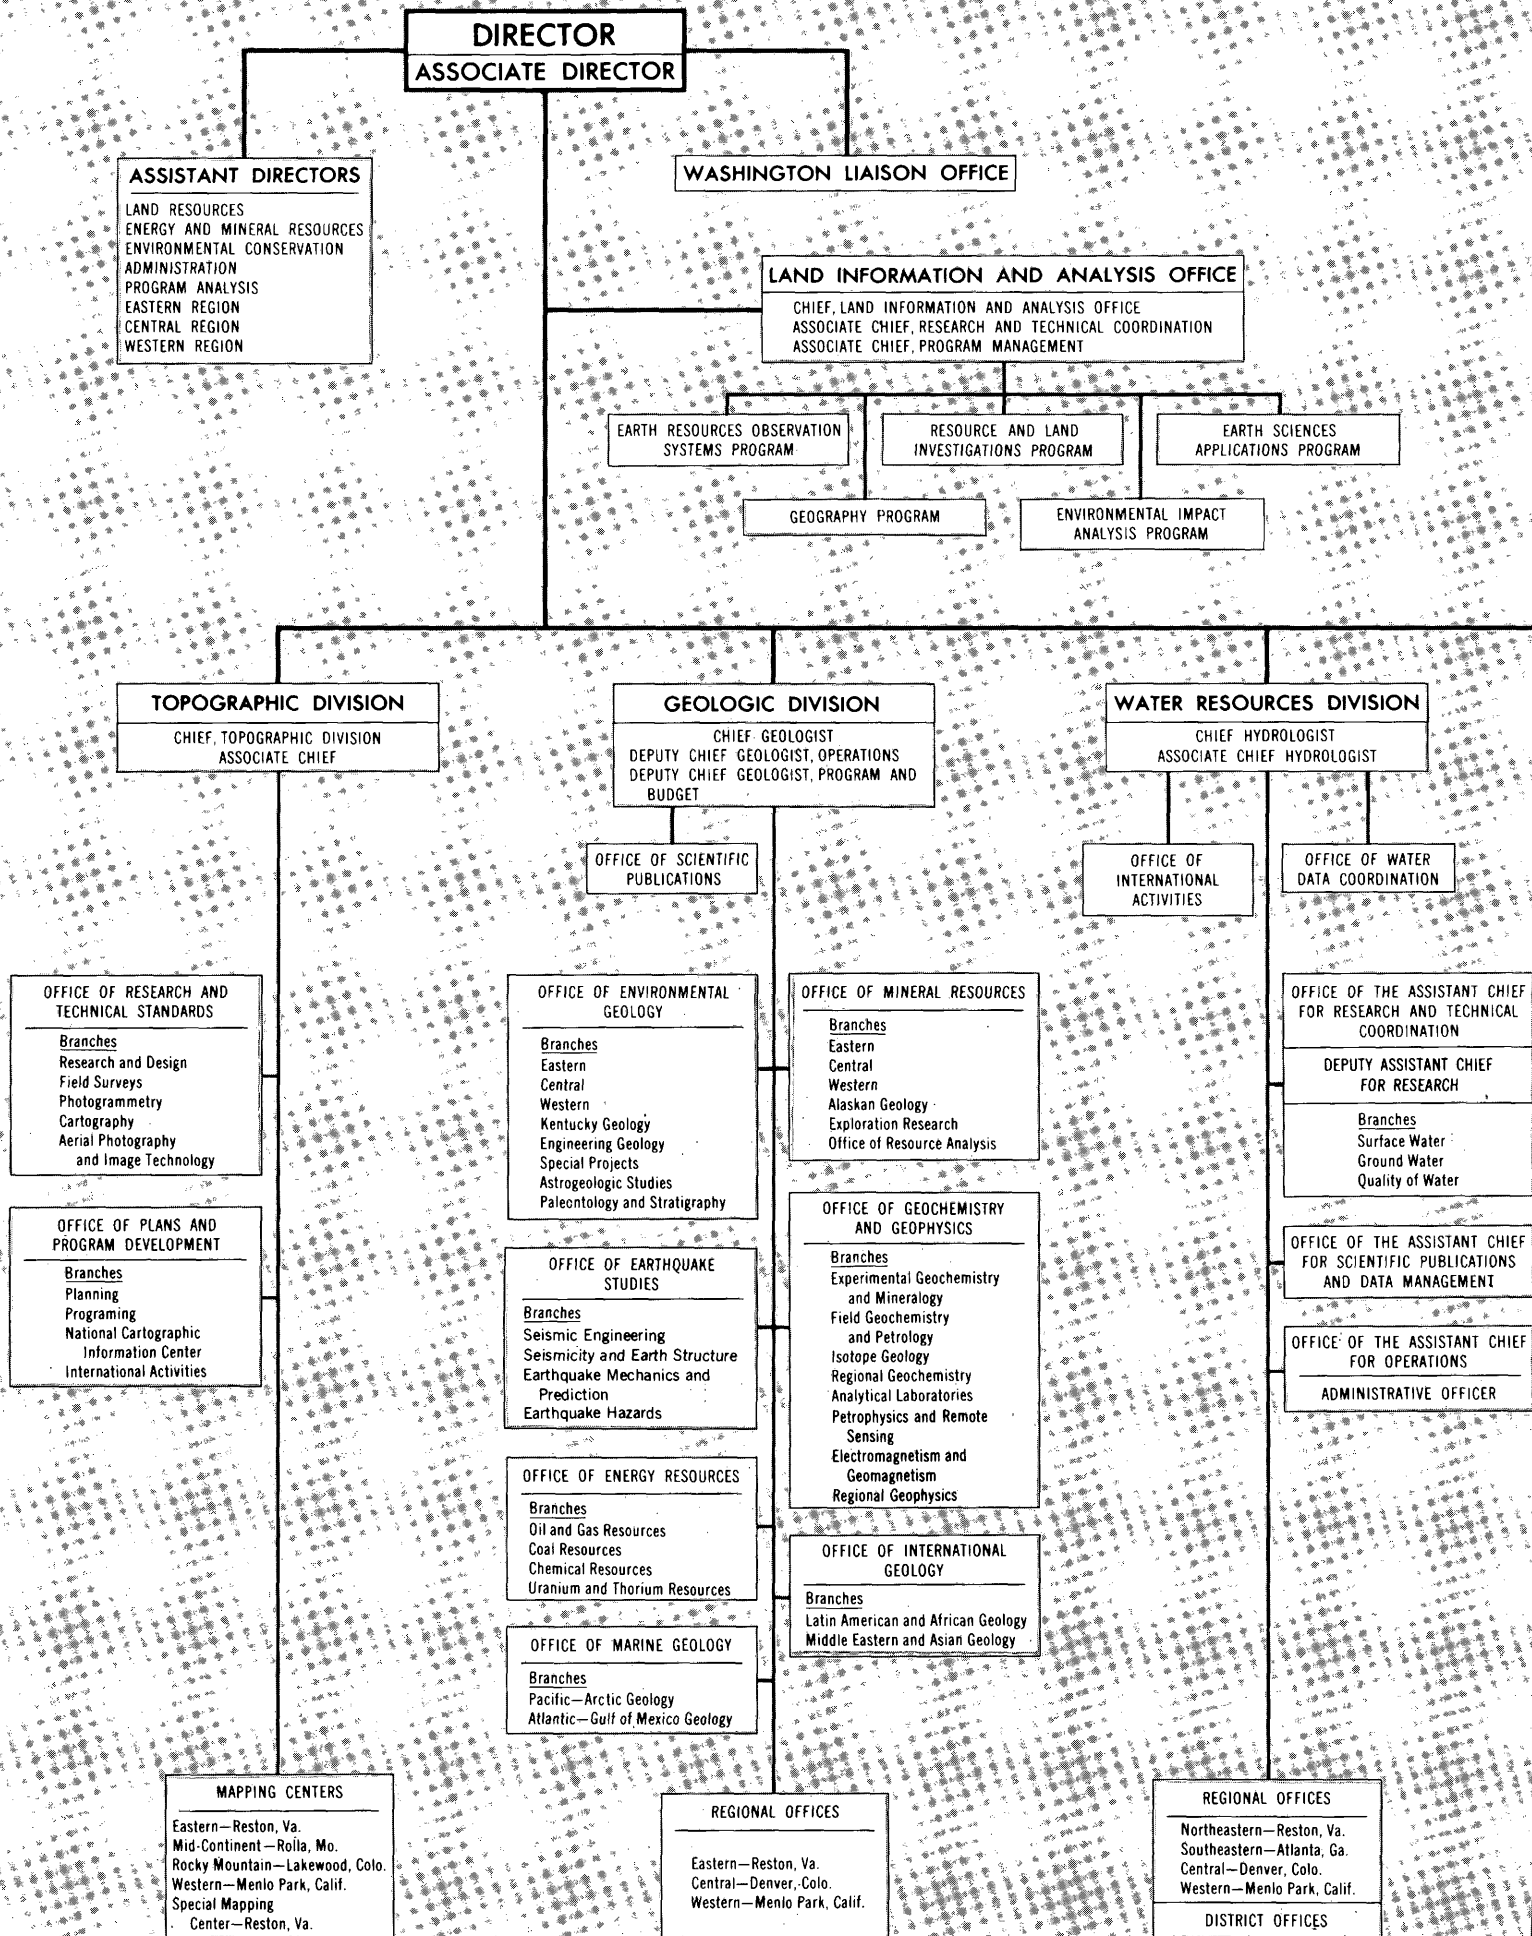 DIRECTOR
ASSOCIATE DIRECTOR
ASSISTANT DIRECTORS
LAND RESOURCES
ENERGY AND MINERAL RESOURCES
ENVIRONMENTAL CONSERVATION
ADMINISTRATION
PROGRAM ANALYSIS
EASTERN REGION
CENTRAL REGION
WESTERN REGION
WASHINGTON LIAISON OFFICE
LAND INFORMATION AND ANALYSIS OFFICE
CHIEF, LAND INFORMATION AND ANALYSIS OFFICE
ASSOCIATE CHIEF, RESEARCH AND TECHNICAL COORDINATION
ASSOCIATE CHIEF, PROGRAM MANAGEMENT
EARTH RESOURCES OBSERVATION
SYSTEMS PROGRAM
RESOURCE AND LAND
INVESTIGATIONS PROGRAM
EARTH SCIENCES
APPLICATIONS PROGRAM
GEOGRAPHY PROGRAM
ENVIRONMENTAL IMPACT
ANALYSIS PROGRAM
TOPOGRAPHIC DIVISION
CHIEF, TOPOGRAPHIC DIVISION
ASSOCIATE CHIEF
OFFICE OF RESEARCH AND
TECHNICAL STANDARDS
Branches
Research and Design
Field Surveys
Photogrammetry
Cartography
Aerial Photography
and Image Technology
OFFICE OF PLANS AND
PROGRAM DEVELOPMENT
Branches
Planning
Programing
National Cartographic
Information Center
International Activities
MAPPING CENTERS
Eastern—Reston, Va.
Mid-Continent—Rolla, Mo.
Rocky Mountain—Lakewood, Colo.
Western—Menlo Park, Calif.
Special Mapping
Center—Reston, Va.
GEOLOGIC DIVISION
CHIEF GEOLOGIST
DEPUTY CHIEF GEOLOGIST, OPERATIONS
DEPUTY CHIEF GEOLOGIST, PROGRAM AND
BUDGET
OFFICE OF SCIENTIFIC
PUBLICATIONS
OFFICE OF ENVIRONMENTAL
GEOLOGY
Branches
Eastern
Central
Western
Kentucky Geology
Engineering Geology
Special Projects
Astrogeologic Studies
Paleontology and Stratigraphy
OFFICE OF EARTHQUAKE
STUDIES
Branches
Seismic Engineering
Seismicity and Earth Structure
Earthquake Mechanics and
Prediction
Earthquake Hazards
OFFICE OF ENERGY RESOURCES
Branches
Oil and Gas Resources
Coal Resources
Chemical Resources
Uranium and Thorium Resources
OFFICE OF MARINE GEOLOGY
Branches
Pacific—Arctic Geology
Atlantic—Gulf of Mexico Geology
OFFICE OF MINERAL RESOURCES
Branches
Eastern
Central
Western
Alaskan Geology
Exploration Research
Office of Resource Analysis
OFFICE OF GEOCHEMISTRY
AND GEOPHYSICS
Branches
Experimental Geochemistry
and Mineralogy
Field Geochemistry
and Petrology
Isotope Geology
Regional Geochemistry
Analytical Laboratories
Petrophysics and Remote
Sensing
Electromagnetism and
Geomagnetism
Regional Geophysics
OFFICE OF INTERNATIONAL
GEOLOGY
Branches
Latin American and African Geology
Middle Eastern and Asian Geology
REGIONAL OFFICES
Eastern—Reston, Va.
Central—Denver, Colo.
Western—Menlo Park, Calif.
WATER RESOURCES DIVISION
CHIEF HYDROLOGIST
ASSOCIATE CHIEF HYDROLOGIST
OFFICE OF
INTERNATIONAL
ACTIVITIES
OFFICE OF WATER
DATA COORDINATION
OFFICE OF THE ASSISTANT CHIEF
FOR RESEARCH AND TECHNICAL
COORDINATION
DEPUTY ASSISTANT CHIEF
FOR RESEARCH
Branches
Surface Water
Ground Water
Quality of Water
OFFICE OF THE ASSISTANT CHIEF
FOR SCIENTIFIC PUBLICATIONS
AND DATA MANAGEMENT
OFFICE OF THE ASSISTANT CHIEF
FOR OPERATIONS
ADMINISTRATIVE OFFICER
REGIONAL OFFICES
Northeastern—Reston, Va.
Southeastern—Atlanta, Ga.
Central—Denver, Colo.
Western—Menlo Park, Calif.
DISTRICT OFFICES